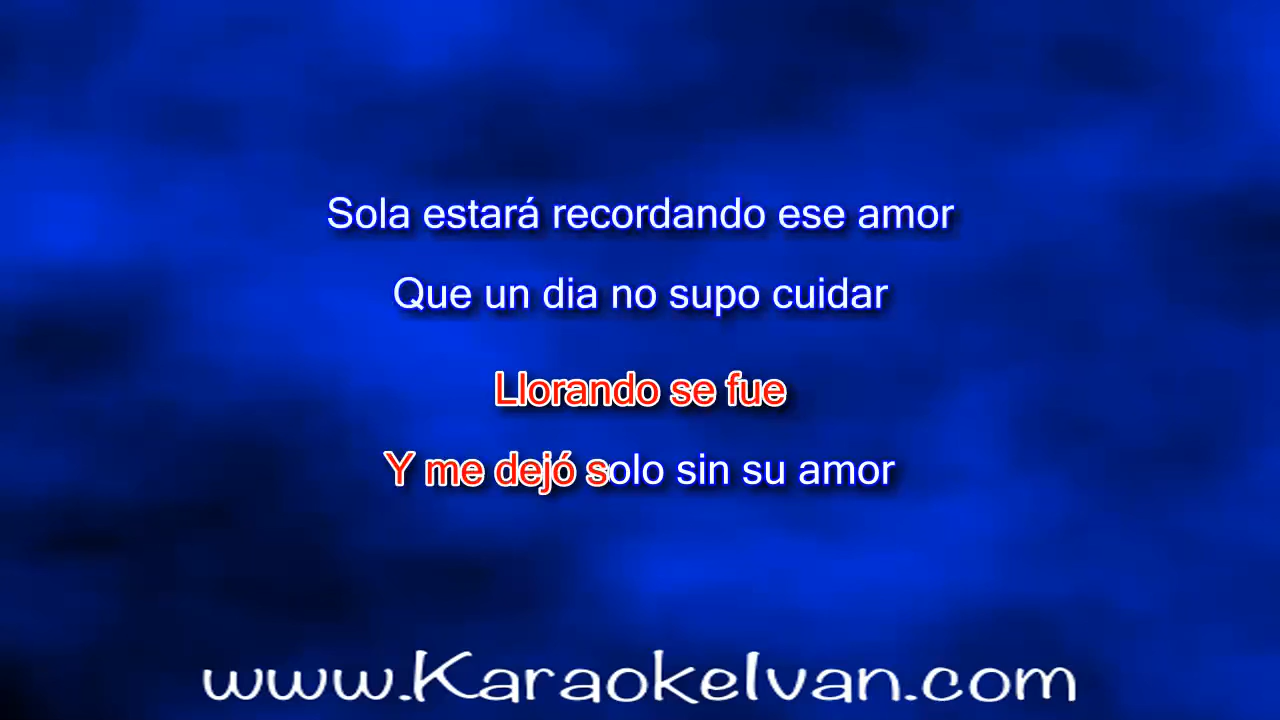 Sola estará recordando ese amor
Que un dia no supo cuidar
Llorando se fue
Y me dejó solo sin su amor
www.KaraokeIvan.com